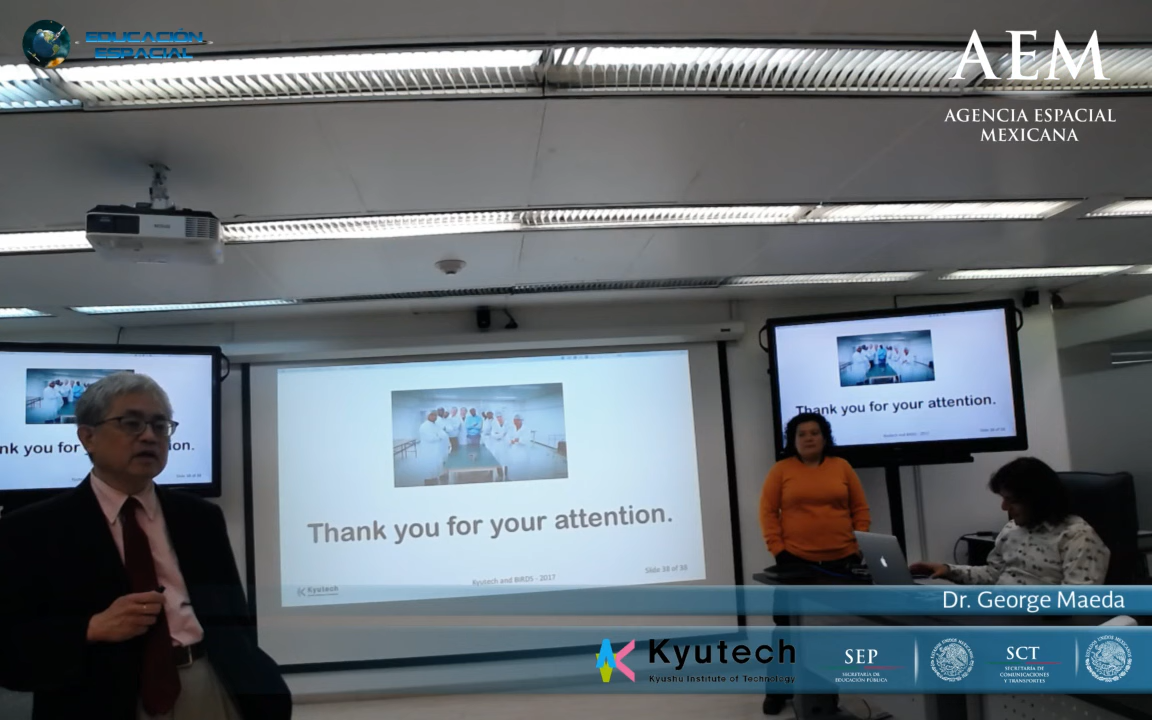 EDUCACIÓN
ESPACIAL
AEM
AGENCIA ESPACIAL
MEXICANA
Thank you for your attention.
nk you for
ion.
Thank you for your attention.
Slide 38 of 38
Kyutech and BIRDS - 2017
Kyutech
Dr. George Maeda
Kyutech
Kyushu Institute of Technology
SEP
SECRETARÍA DE
EDUCACIÓN PÚBLICA
SCT
SECRETARÍA DE
COMUNICACIONES
Y TRANSPORTES